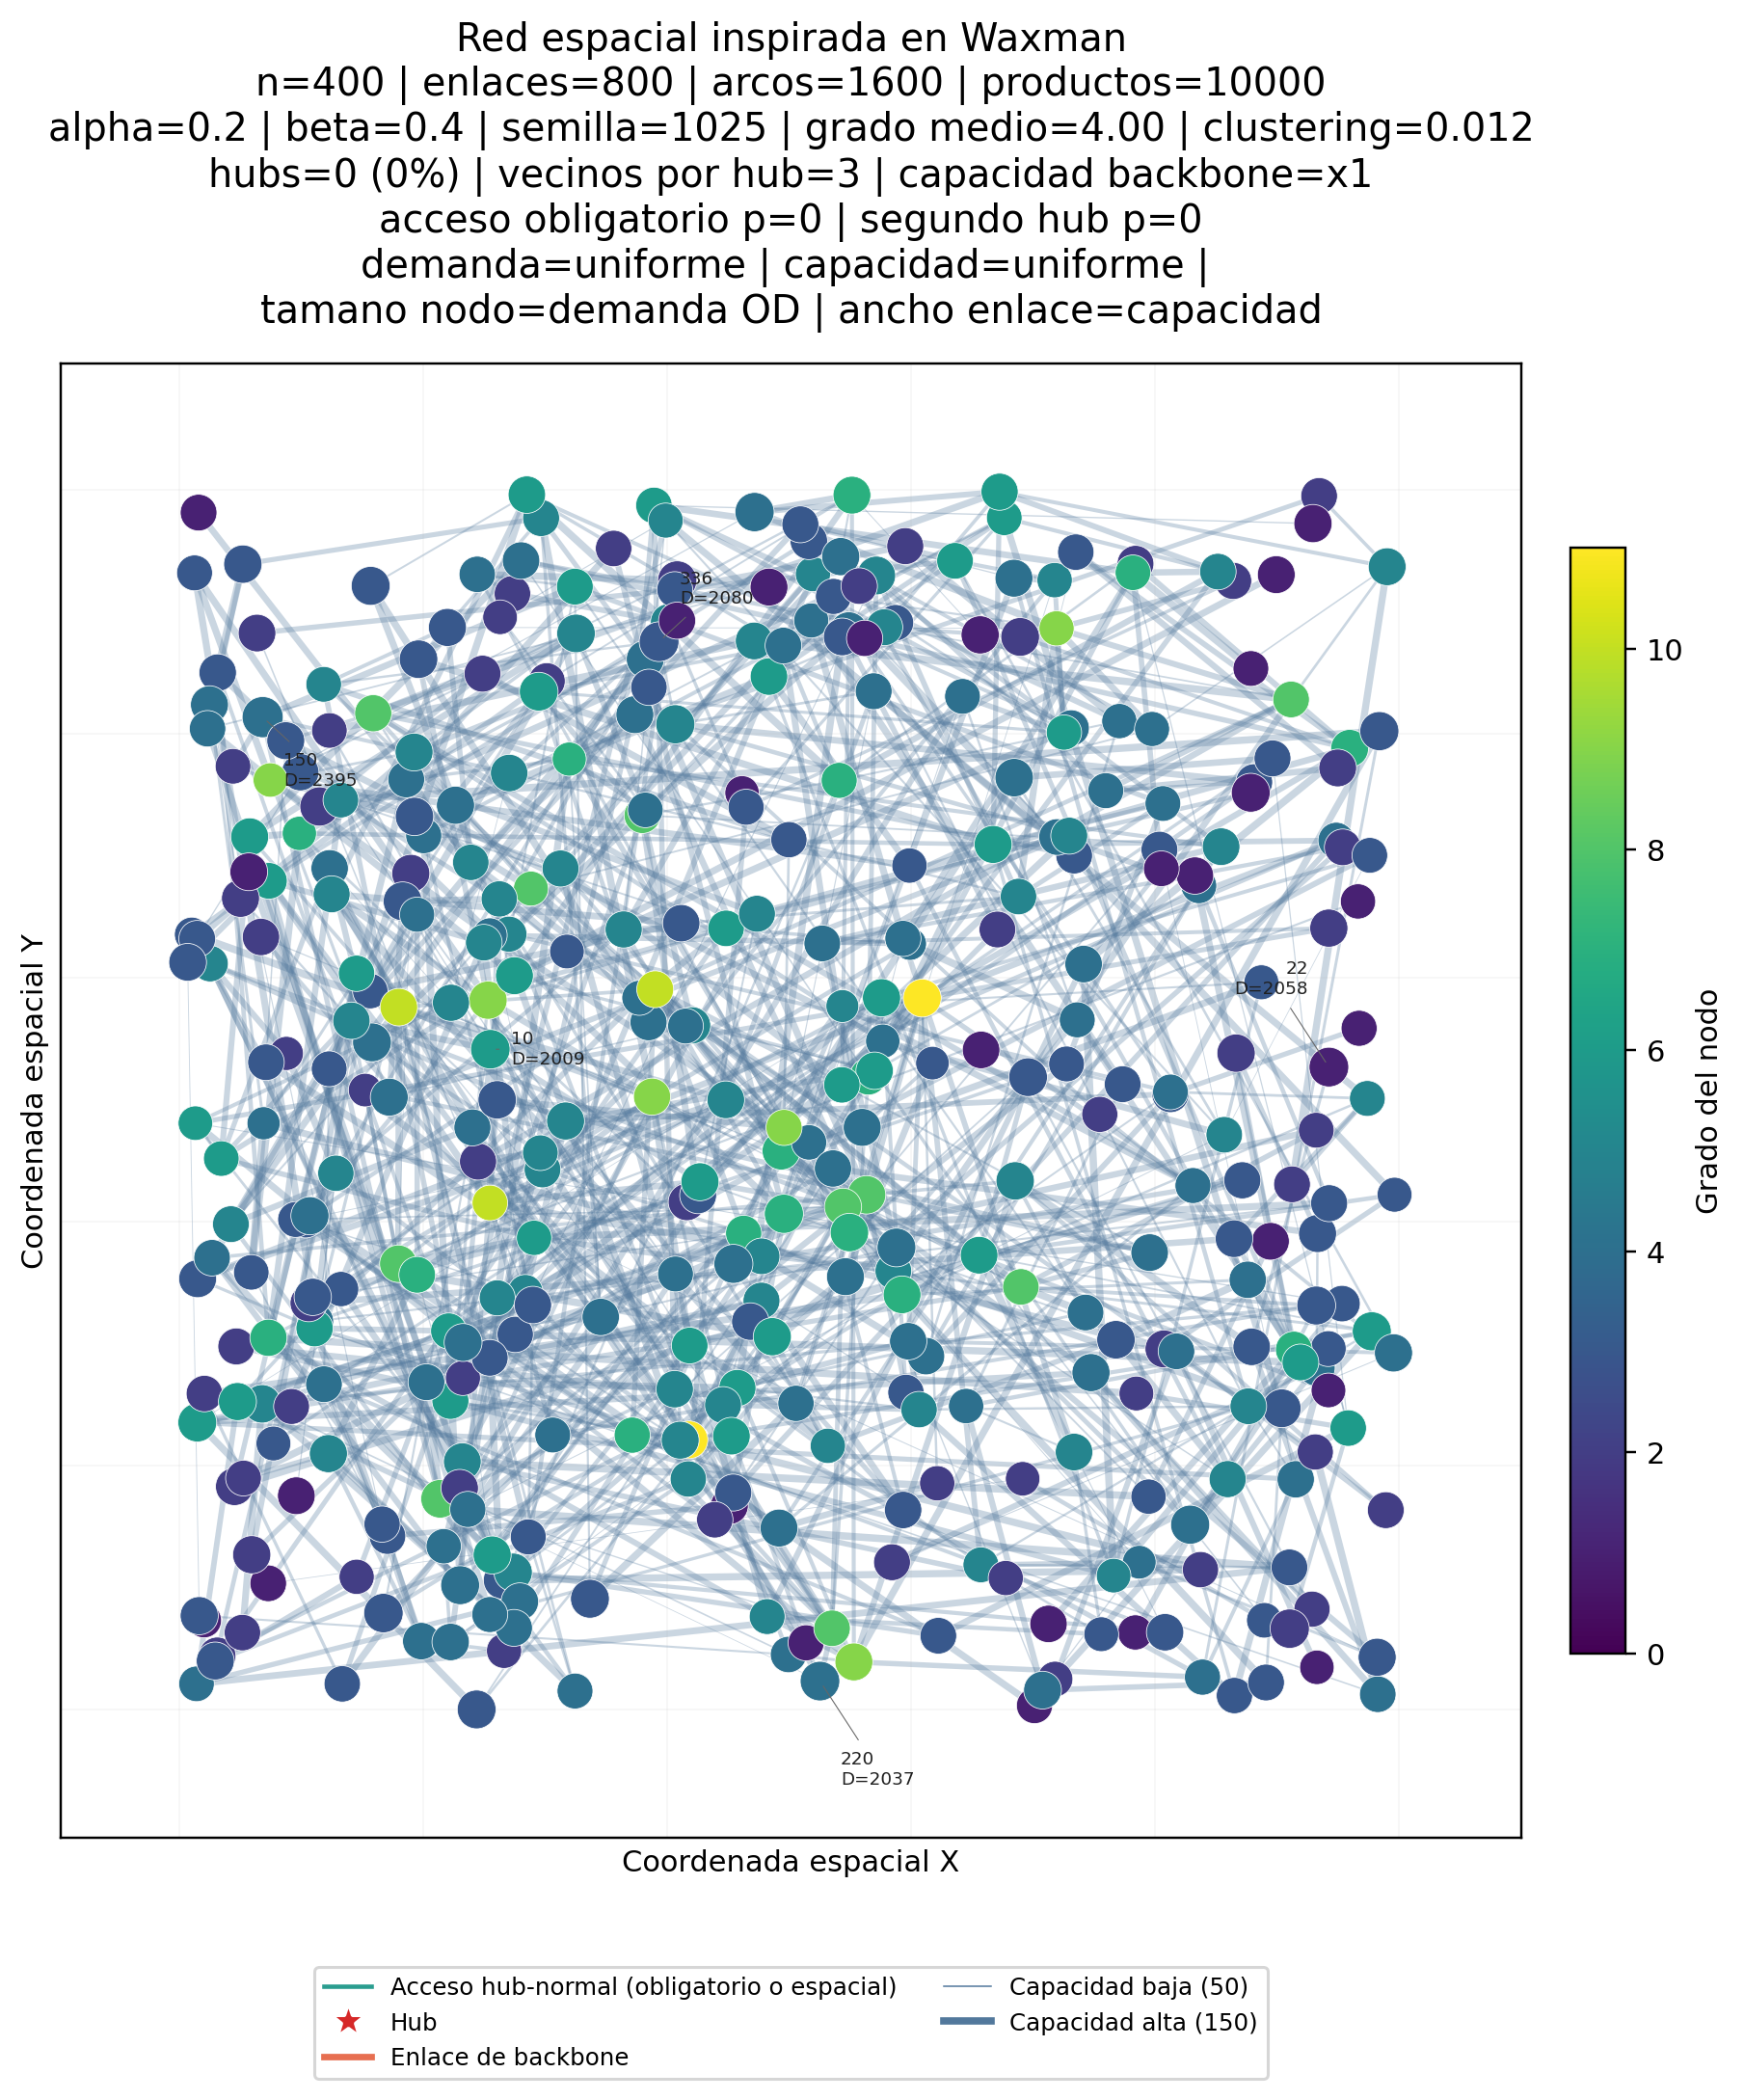 Red espacial inspirada en Waxman
n=400 | enlaces=800 | arcos=1600 | productos=10000
alpha=0.2 | beta=0.4 | semilla=1025 | grado medio=4.00 | clustering=0.012
hubs=0 (0%) | vecinos por hub=3 | capacidad backbone=x1
acceso obligatorio p=0 | segundo hub p=0
demanda=uniforme | capacidad=uniforme |
tamano nodo=demanda OD | ancho enlace=capacidad
336
D=2080
150
D=2395
22
D=2058
10
D=2009
220
D=2037
Coordenada espacial Y
Coordenada espacial X
10
8
6
4
2
0
Grado del nodo
Acceso hub-normal (obligatorio o espacial)
Hub
Enlace de backbone
Capacidad baja (50)
Capacidad alta (150)